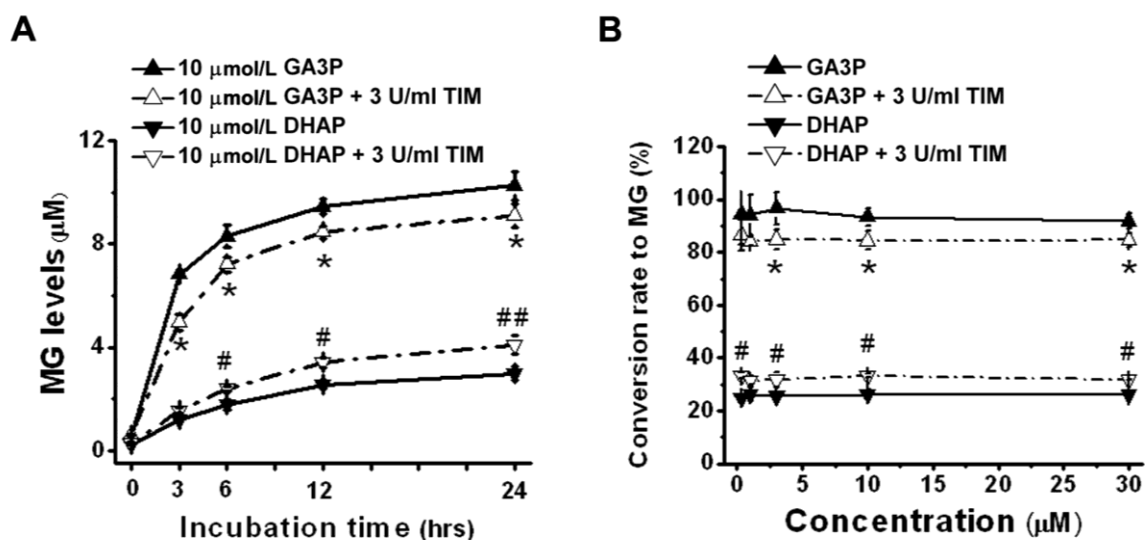 A
10 μmol/L GA3P
10 μmol/L GA3P + 3 U/ml TIM
10 μmol/L DHAP
10 μmol/L DHAP + 3 U/ml TIM
12
8
4
0
MG levels (μM)
*
*
*
*
#
#
##
0 3 6 12 24
Incubation time (hrs)
B
GA3P
GA3P + 3 U/ml TIM
DHAP
DHAP + 3 U/ml TIM
120
100
80
60
40
20
0
Conversion rate to MG (%)
* * *
# # # #
0 5 10 15 20 25 30
Concentration (μM)